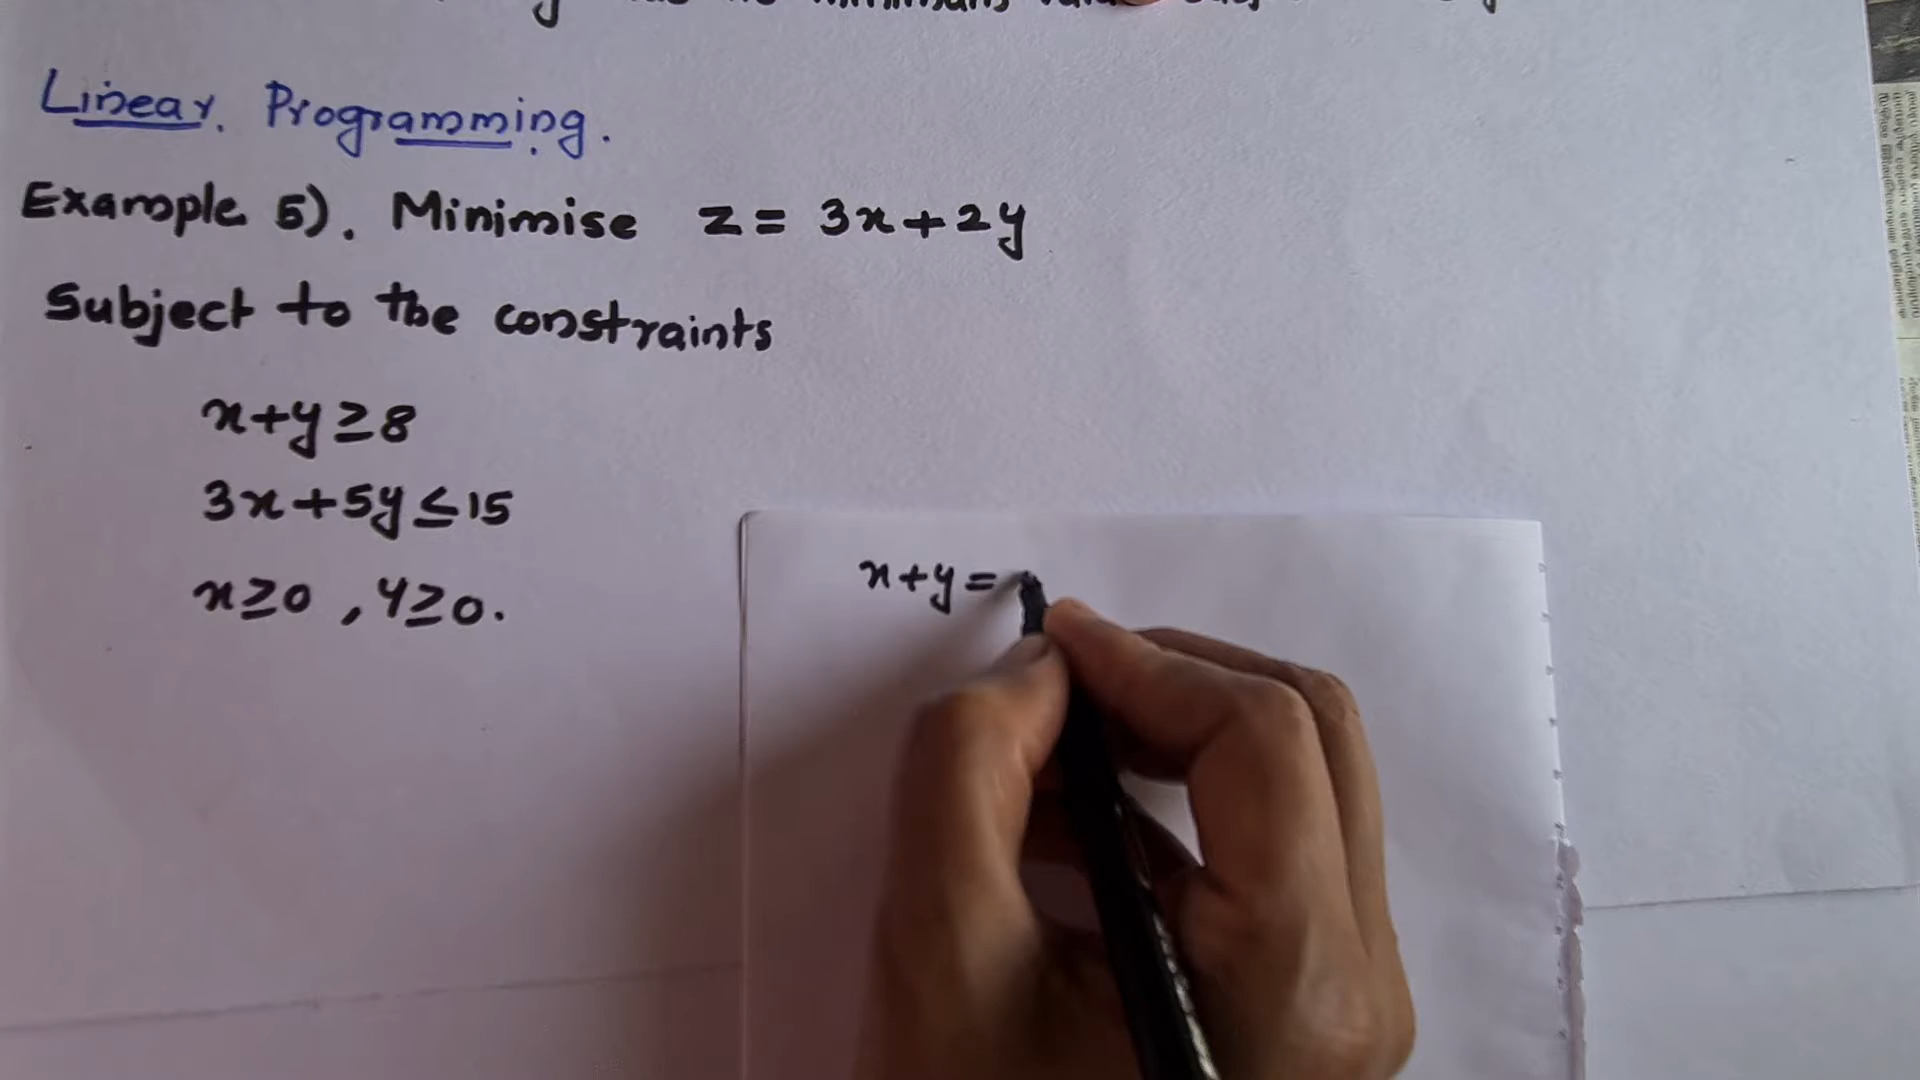 Linear Programming.
Example 5). Minimise z = 3x+2y
Subject to the constraints
x+y≥8
3x+5y≤15
x≥0, y≥0.
x+y=